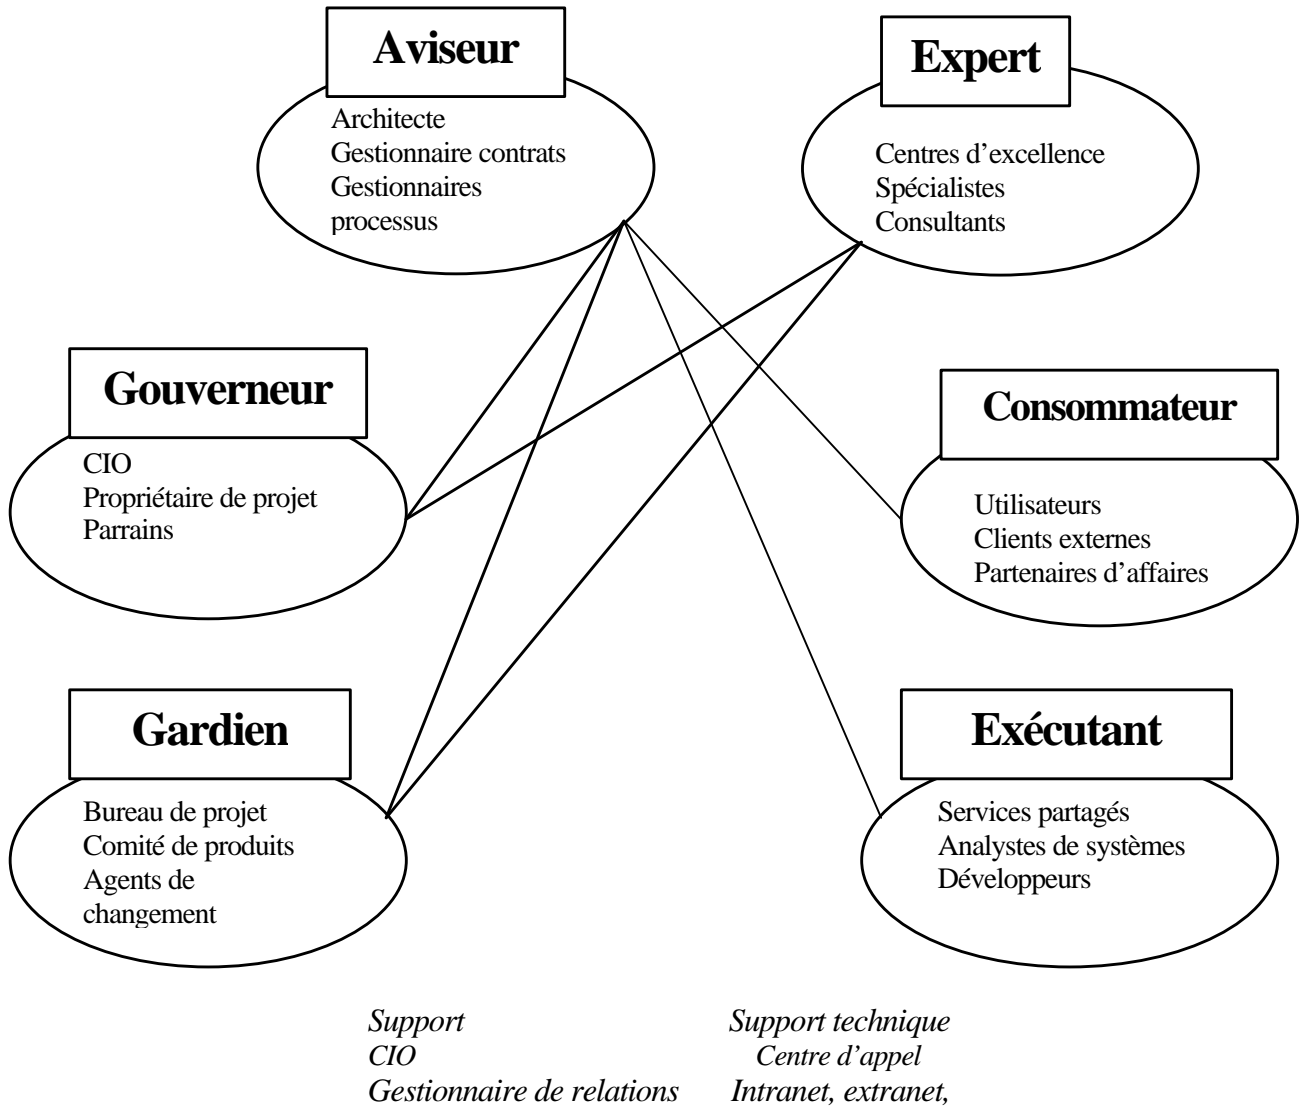 Aviseur
Architecte
Gestionnaire contrats
Gestionnaires
processus
Expert
Centres d’excellence
Spécialistes
Consultants
Gouverneur
CIO
Propriétaire de projet
Parrains
Consommateur
Utilisateurs
Clients externes
Partenaires d’affaires
Gardien
Bureau de projet
Comité de produits
Agents de
changement
Exécutant
Services partagés
Analystes de systèmes
Développeurs
Support
CIO
Gestionnaire de relations
Support technique
Centre d’appel
Intranet, extranet,